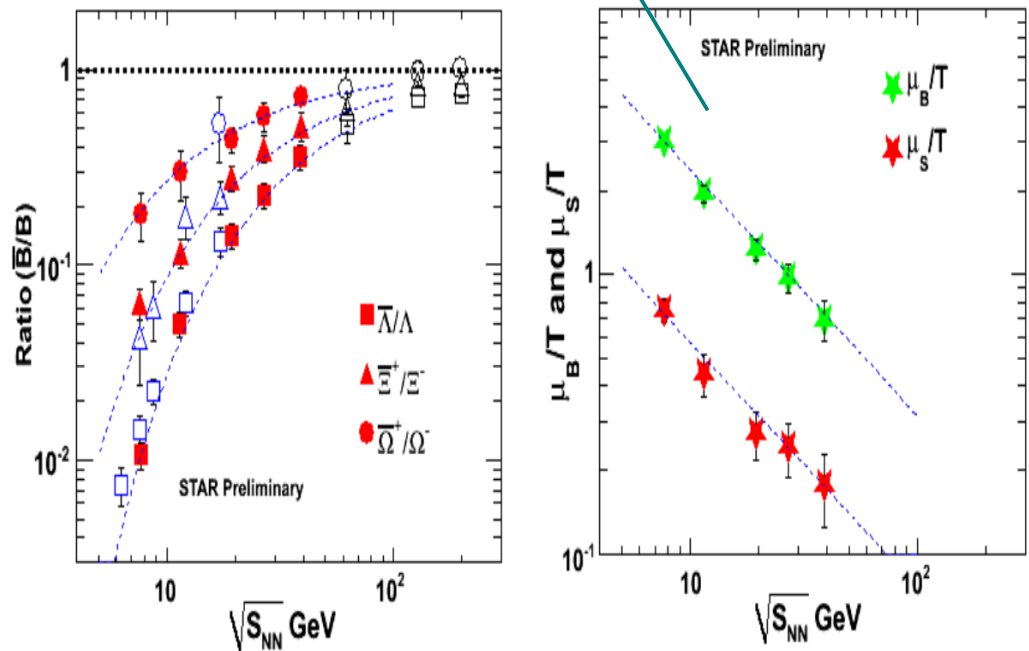 Ratio (B̅/B)
1
10⁻¹
10⁻²
Λ̅/Λ
Ξ̅⁺/Ξ⁻
Ω̅⁺/Ω⁻
STAR Preliminary
10
10²
√S_NN GeV
μ_B/T and μ_S/T
STAR Preliminary
μ_B/T
μ_S/T
1
10⁻¹
10
10²
√S_NN GeV